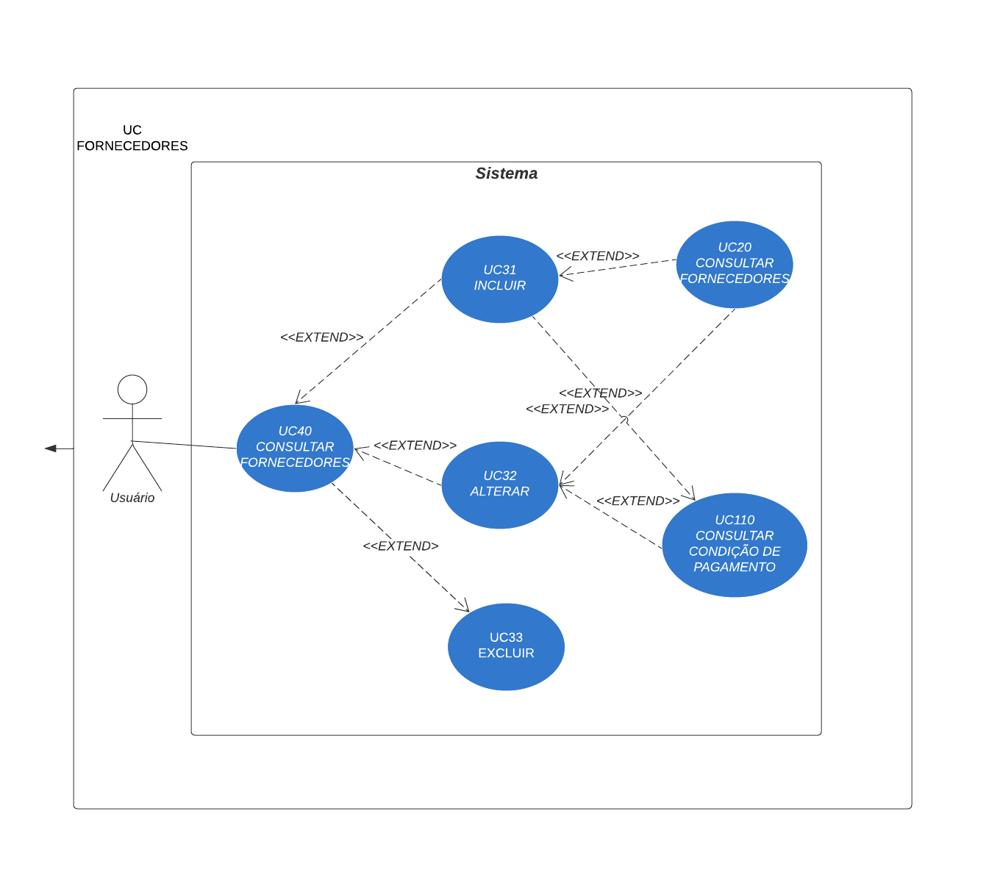 UC
FORNECEDORES
Sistema
UC31
INCLUIR
<<EXTEND>>
UC20
CONSULTAR
FORNECEDORES
<<EXTEND>>
<<EXTEND>>
<<EXTEND>>
UC40
CONSULTAR
FORNECEDORES
<<EXTEND>>
UC32
ALTERAR
<<EXTEND>>
Usuário
UC110
CONSULTAR
CONDIÇÃO DE
PAGAMENTO
<<EXTEND>
UC33
EXCLUIR